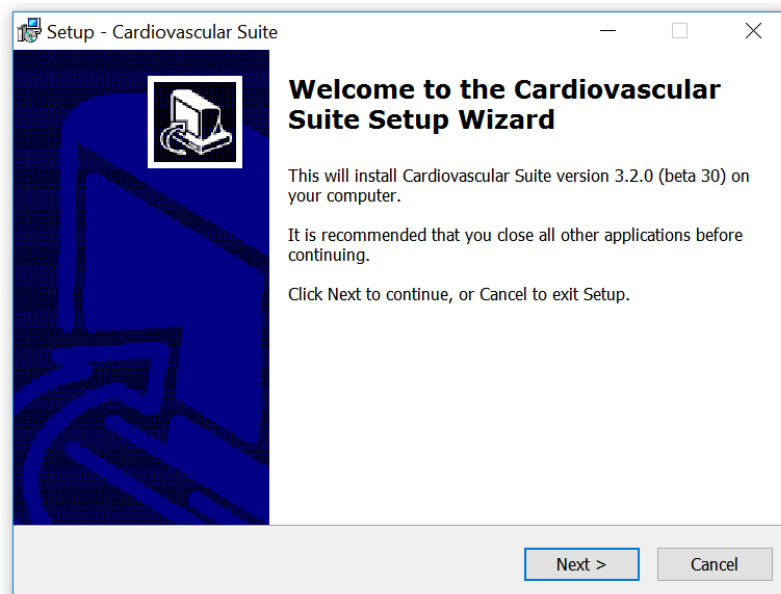 Setup - Cardiovascular Suite
Welcome to the Cardiovascular
Suite Setup Wizard
This will install Cardiovascular Suite version 3.2.0 (beta 30) on
your computer.
It is recommended that you close all other applications before
continuing.
Click Next to continue, or Cancel to exit Setup.
Next >
Cancel